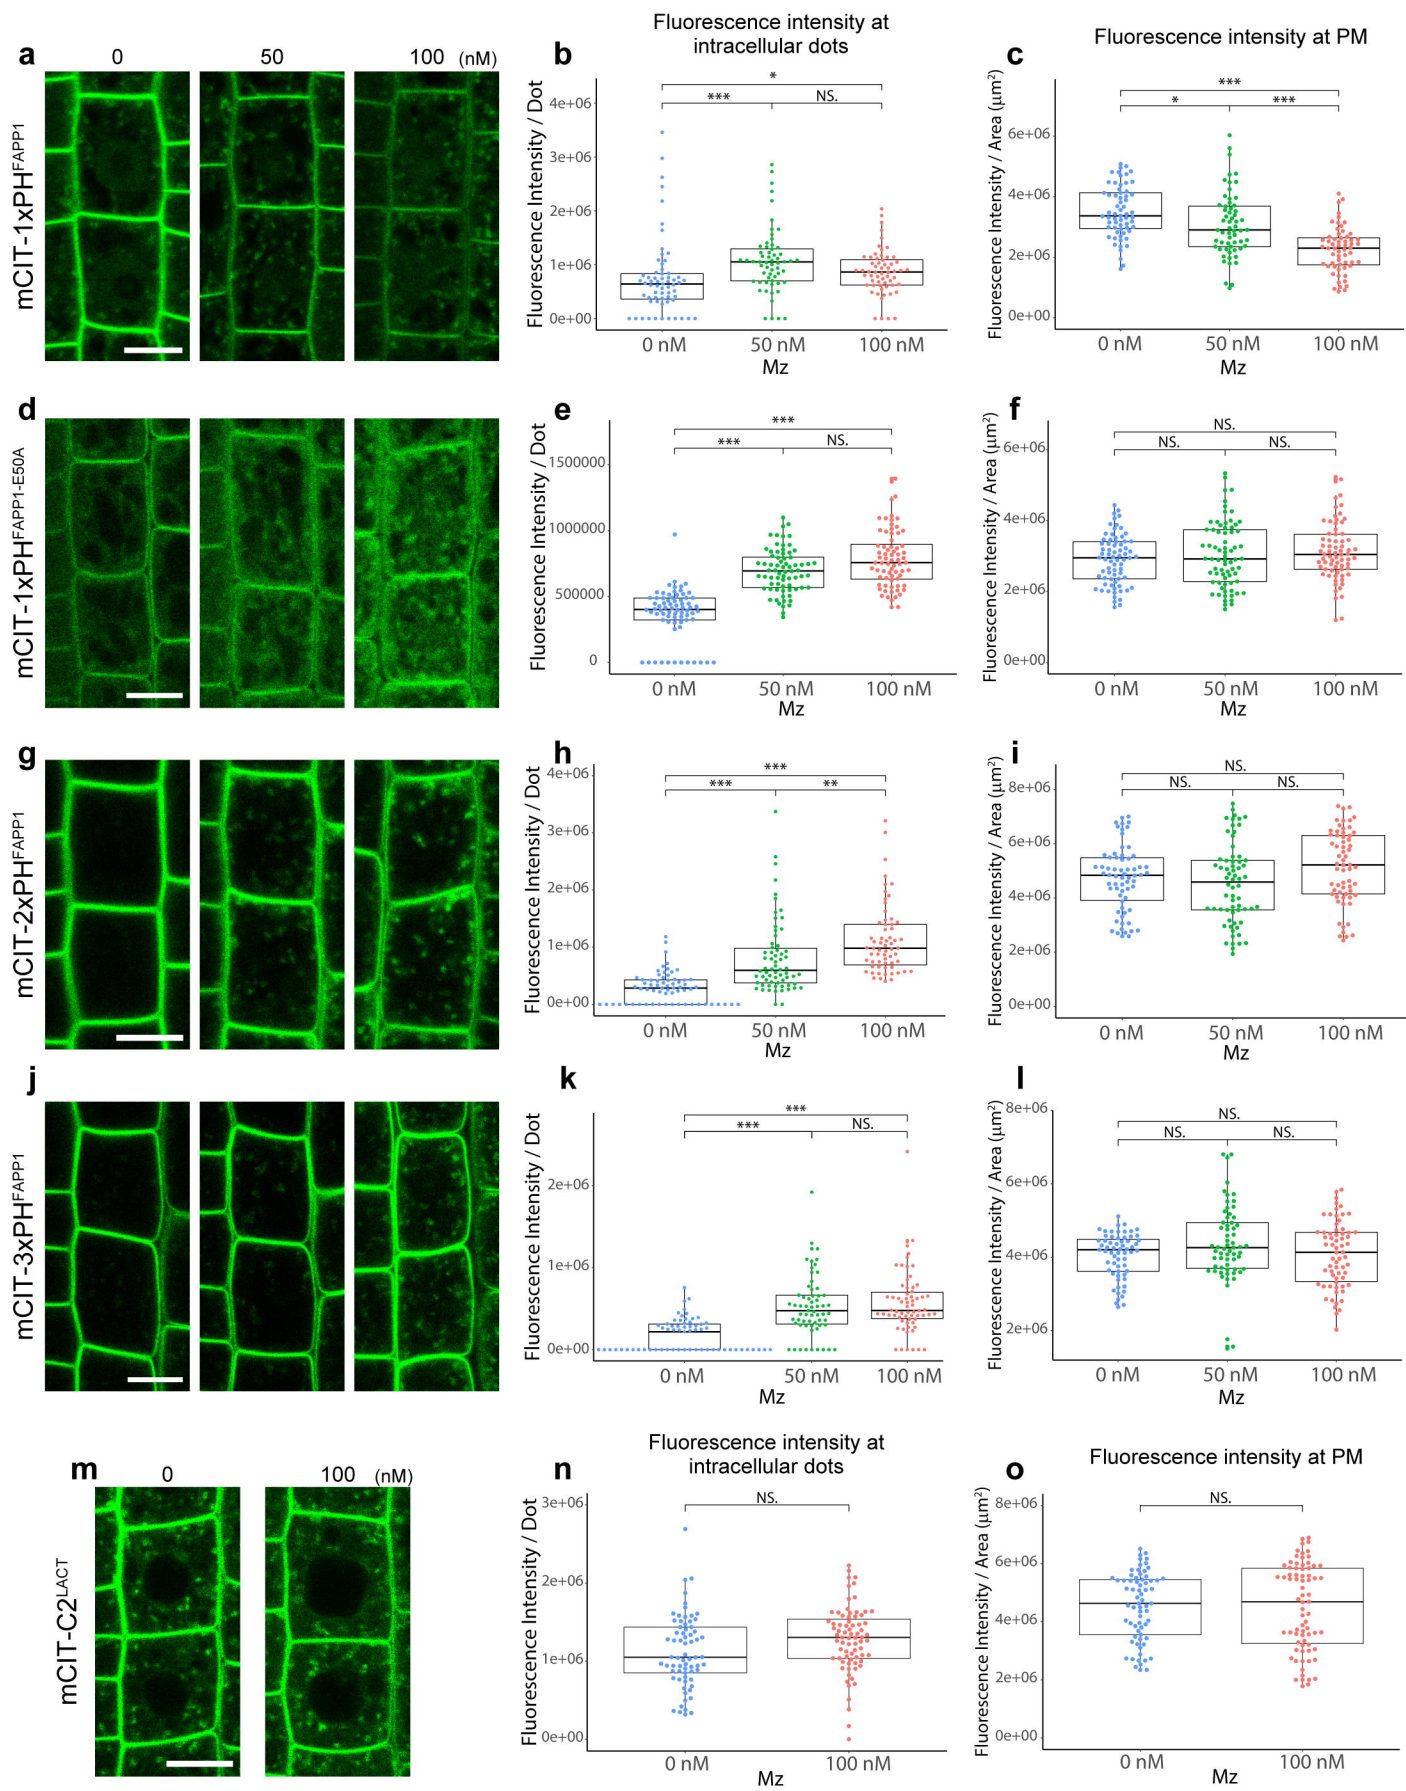 a
0
50
100
(nM)
mCIT-1xPH^FAPP1
b
Fluorescence intensity at
intracellular dots
Fluorescence Intensity / Dot
*
***
NS.
4e+06
3e+06
2e+06
1e+06
0e+00
0 nM
50 nM
100 nM
Mz
c
Fluorescence intensity at PM
Fluorescence Intensity / Area (μm²)
***
*
***
6e+06
4e+06
2e+06
0e+00
0 nM
50 nM
100 nM
Mz
d
mCIT-1xPH^FAPP1-E50A
e
Fluorescence Intensity / Dot
***
***
NS.
1500000
1000000
500000
0
0 nM
50 nM
100 nM
Mz
f
Fluorescence Intensity / Area (μm²)
NS.
NS.
NS.
6e+06
4e+06
2e+06
0e+00
0 nM
50 nM
100 nM
Mz
g
mCIT-2xPH^FAPP1
h
Fluorescence Intensity / Dot
***
***
**
4e+06
3e+06
2e+06
1e+06
0e+00
0 nM
50 nM
100 nM
Mz
i
Fluorescence Intensity / Area (μm²)
NS.
NS.
NS.
8e+06
6e+06
4e+06
2e+06
0e+00
0 nM
50 nM
100 nM
Mz
j
mCIT-3xPH^FAPP1
k
Fluorescence Intensity / Dot
***
***
NS.
2e+06
1e+06
0e+00
0 nM
50 nM
100 nM
Mz
l
Fluorescence Intensity / Area (μm²)
NS.
NS.
NS.
8e+06
6e+06
4e+06
2e+06
0 nM
50 nM
100 nM
Mz
m
0
100
(nM)
mCIT-C2^LACT
n
Fluorescence intensity at
intracellular dots
Fluorescence Intensity / Dot
NS.
3e+06
2e+06
1e+06
0e+00
0 nM
100 nM
Mz
o
Fluorescence intensity at PM
Fluorescence Intensity / Area (μm²)
NS.
8e+06
6e+06
4e+06
2e+06
0e+00
0 nM
100 nM
Mz